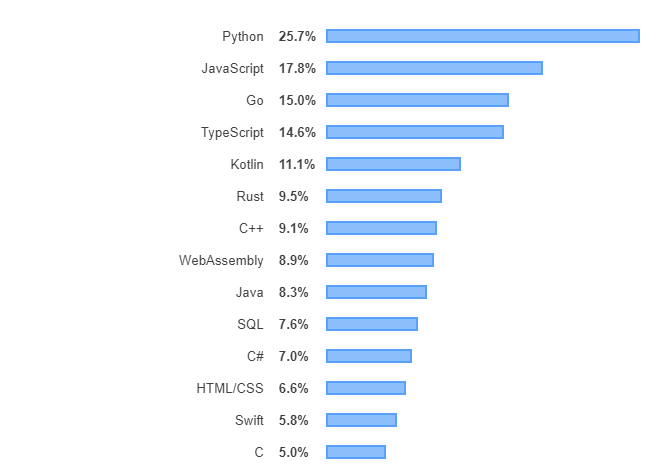 Python 25.7%
JavaScript 17.8%
Go 15.0%
TypeScript 14.6%
Kotlin 11.1%
Rust 9.5%
C++ 9.1%
WebAssembly 8.9%
Java 8.3%
SQL 7.6%
C# 7.0%
HTML/CSS 6.6%
Swift 5.8%
C 5.0%